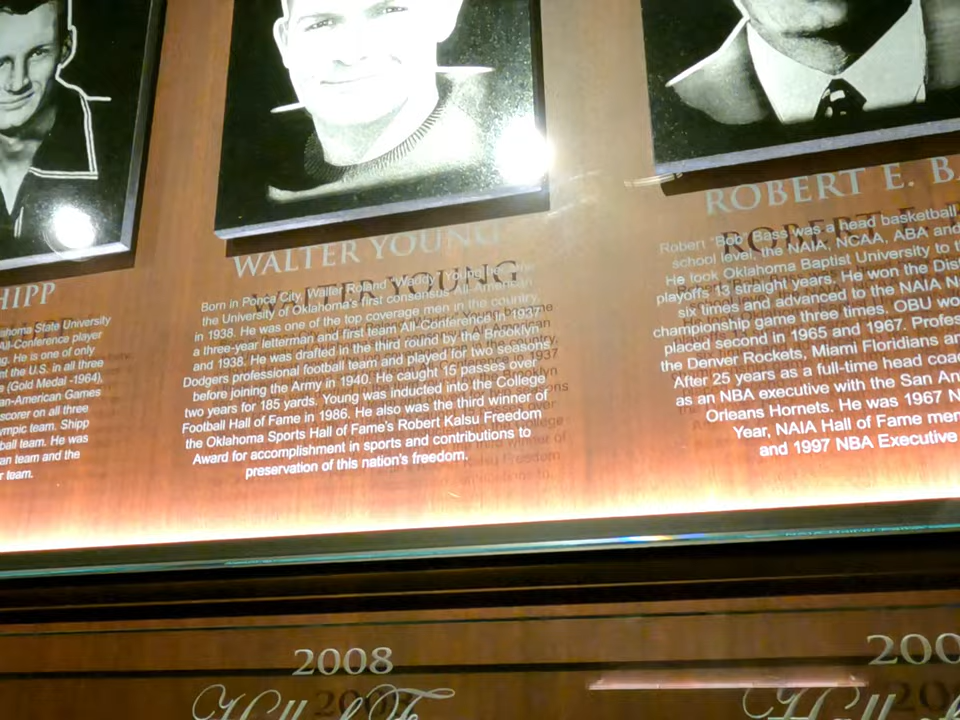 HIPP
ahoma State University
All-Conference player
ng. He is one of only
nt the U.S. in all three
e (Gold Medal -1964),
an-American Games
scorer on all three
ympic team. Shipp
ball team. He was
an team and the
r team.
WALTER YOUNG
Born in Ponca City, Walter Roland "Waddy" Young became
the University of Oklahoma's first consensus All-American
in 1938. He was one of the top coverage men in the country,
a three-year letterman and first team All-Conference in 1937
and 1938. He was drafted in the third round by the Brooklyn
Dodgers professional football team and played for two seasons
before joining the Army in 1940. He caught 15 passes over
two years for 185 yards. Young was inducted into the College
Football Hall of Fame in 1986. He also was the third winner of
the Oklahoma Sports Hall of Fame's Robert Kalsu Freedom
Award for accomplishment in sports and contributions to
preservation of this nation's freedom.
ROBERT E. BA
Robert "Bob" Bass was a head basketball
school level, the NAIA, NCAA, ABA and
He took Oklahoma Baptist University to t
playoffs 13 straight years. He won the Dist
six times and advanced to the NAIA N
championship game three times. OBU wo
placed second in 1965 and 1967. Profes
the Denver Rockets, Miami Floridians an
After 25 years as a full-time head coa
as an NBA executive with the San An
Orleans Hornets. He was 1967 N
Year, NAIA Hall of Fame mem
and 1997 NBA Executive
2008
Hall of F
200
Hall